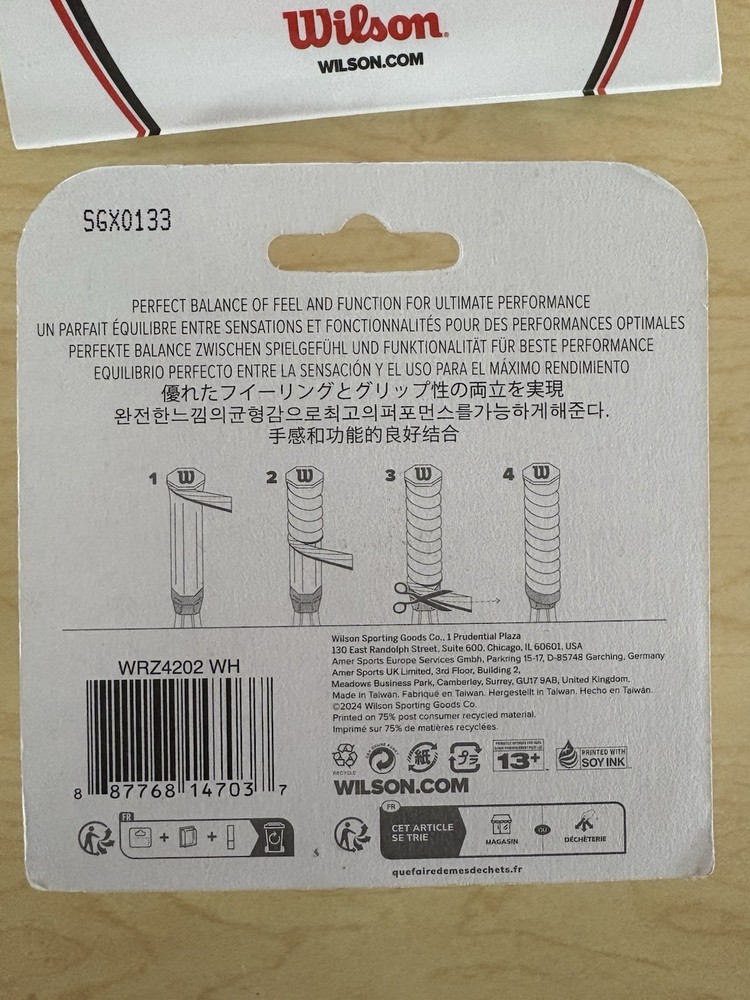 Wilson.
WILSON.COM
SGX0133
PERFECT BALANCE OF FEEL AND FUNCTION FOR ULTIMATE PERFORMANCE
UN PARFAIT ÉQUILIBRE ENTRE SENSATIONS ET FONCTIONNALITÉS POUR DES PERFORMANCES OPTIMALES
PERFEKTE BALANCE ZWISCHEN SPIELGEFÜHL UND FUNKTIONALITÄT FÜR BESTE PERFORMANCE
EQUILIBRIO PERFECTO ENTRE LA SENSACIÓN Y EL USO PARA EL MÁXIMO RENDIMIENTO
優れたフイーリングとグリップ性の両立を実現
완전한느낌의균형감으로최고의퍼포먼스를가능하게해준다.
手感和功能的良好结合
1 W 2 W 3 W 4 W
Wilson Sporting Goods Co., 1 Prudential Plaza
130 East Randolph Street, Suite 600, Chicago, IL 60601, USA
Amer Sports Europe Services Gmbh, Parkring 15-17, D-85748 Garching, Germany
Amer Sports UK Limited, 3rd Floor, Building 2,
Meadows Business Park, Camberley, Surrey, GU17 9AB, United Kingdom.
Made in Taiwan. Fabriqué en Taiwan. Hergestellt in Taiwan. Hecho en Taiwán.
©2024 Wilson Sporting Goods Co.
Printed on 75% post consumer recycled material.
Imprimé sur 75% de matières recyclées.
WRZ4202 WH
8 87768 14703 7
RECYCLE
紙
プラ
13+
PRINTED WITH
SOY INK
WILSON.COM
FR
+ +
FR
CET ARTICLE
SE TRIE
MAGASIN
OU
DÉCHÈTERIE
quefairedemesdechets.fr